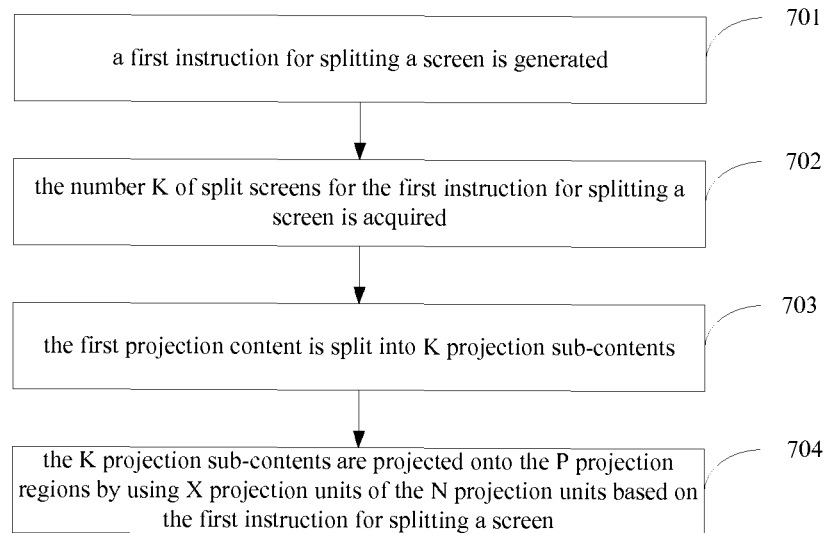 701
a first instruction for splitting a screen is generated
702
the number K of split screens for the first instruction for splitting a
screen is acquired
703
the first projection content is split into K projection sub-contents
704
the K projection sub-contents are projected onto the P projection
regions by using X projection units of the N projection units based on
the first instruction for splitting a screen